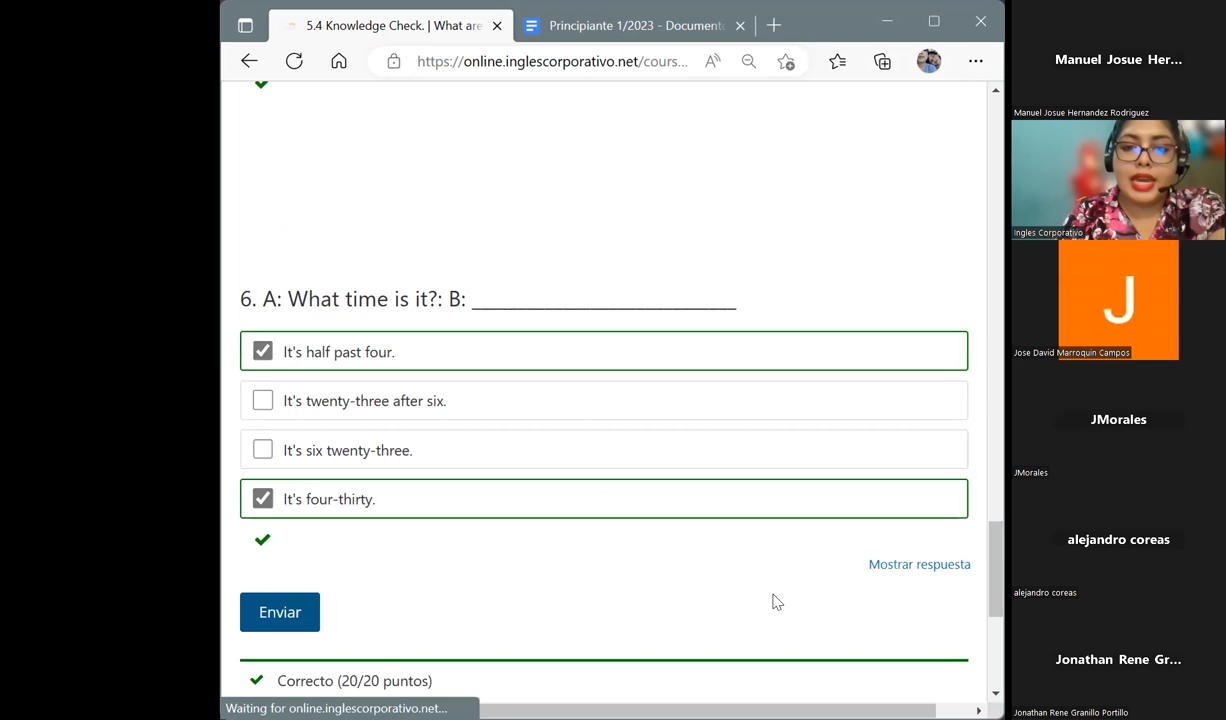 5.4 Knowledge Check. | What are
Principiante 1/2023 - Document
https://online.inglescorporativo.net/cours...
6. A: What time is it?: B: ___________________________
It's half past four.
It's twenty-three after six.
It's six twenty-three.
It's four-thirty.
Mostrar respuesta
Enviar
Correcto (20/20 puntos)
Waiting for online.inglescorporativo.net...
Manuel Josue Her...
Manuel Josue Hernandez Rodriguez
Ingles Corporativo
J
Jose David Marroquin Campos
JMorales
JMorales
alejandro coreas
alejandro coreas
Jonathan Rene Gr...
Jonathan Rene Granillo Portillo